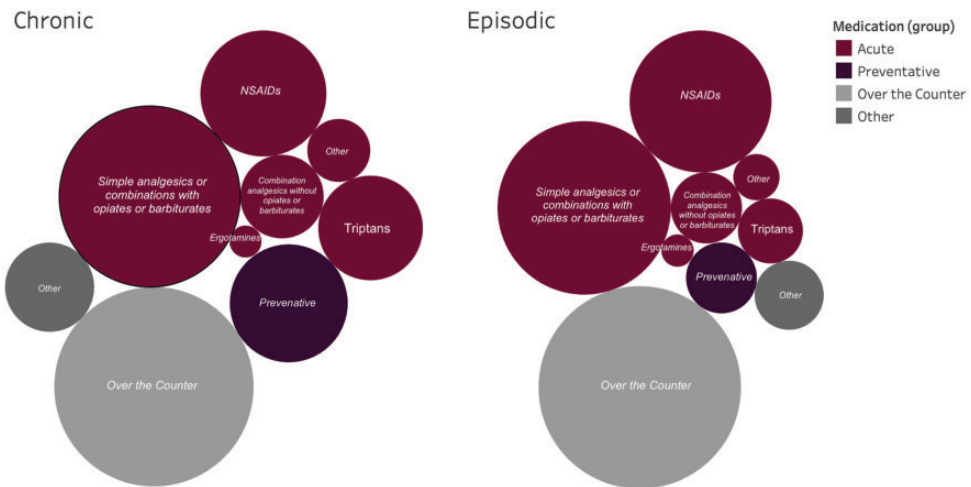 Chronic
NSAIDs
Other
Simple analgesics or
combinations with
opiates or barbiturates
Combination
analgesics without
opiates or
barbiturates
Triptans
Ergotamines
Other
Prevenative
Over the Counter
Episodic
NSAIDs
Other
Simple analgesics or
combinations with
opiates or barbiturates
Combination
analgesics
without opiates
or barbiturates
Triptans
Ergotamines
Prevenative
Other
Over the Counter
Medication (group)
Acute
Preventative
Over the Counter
Other